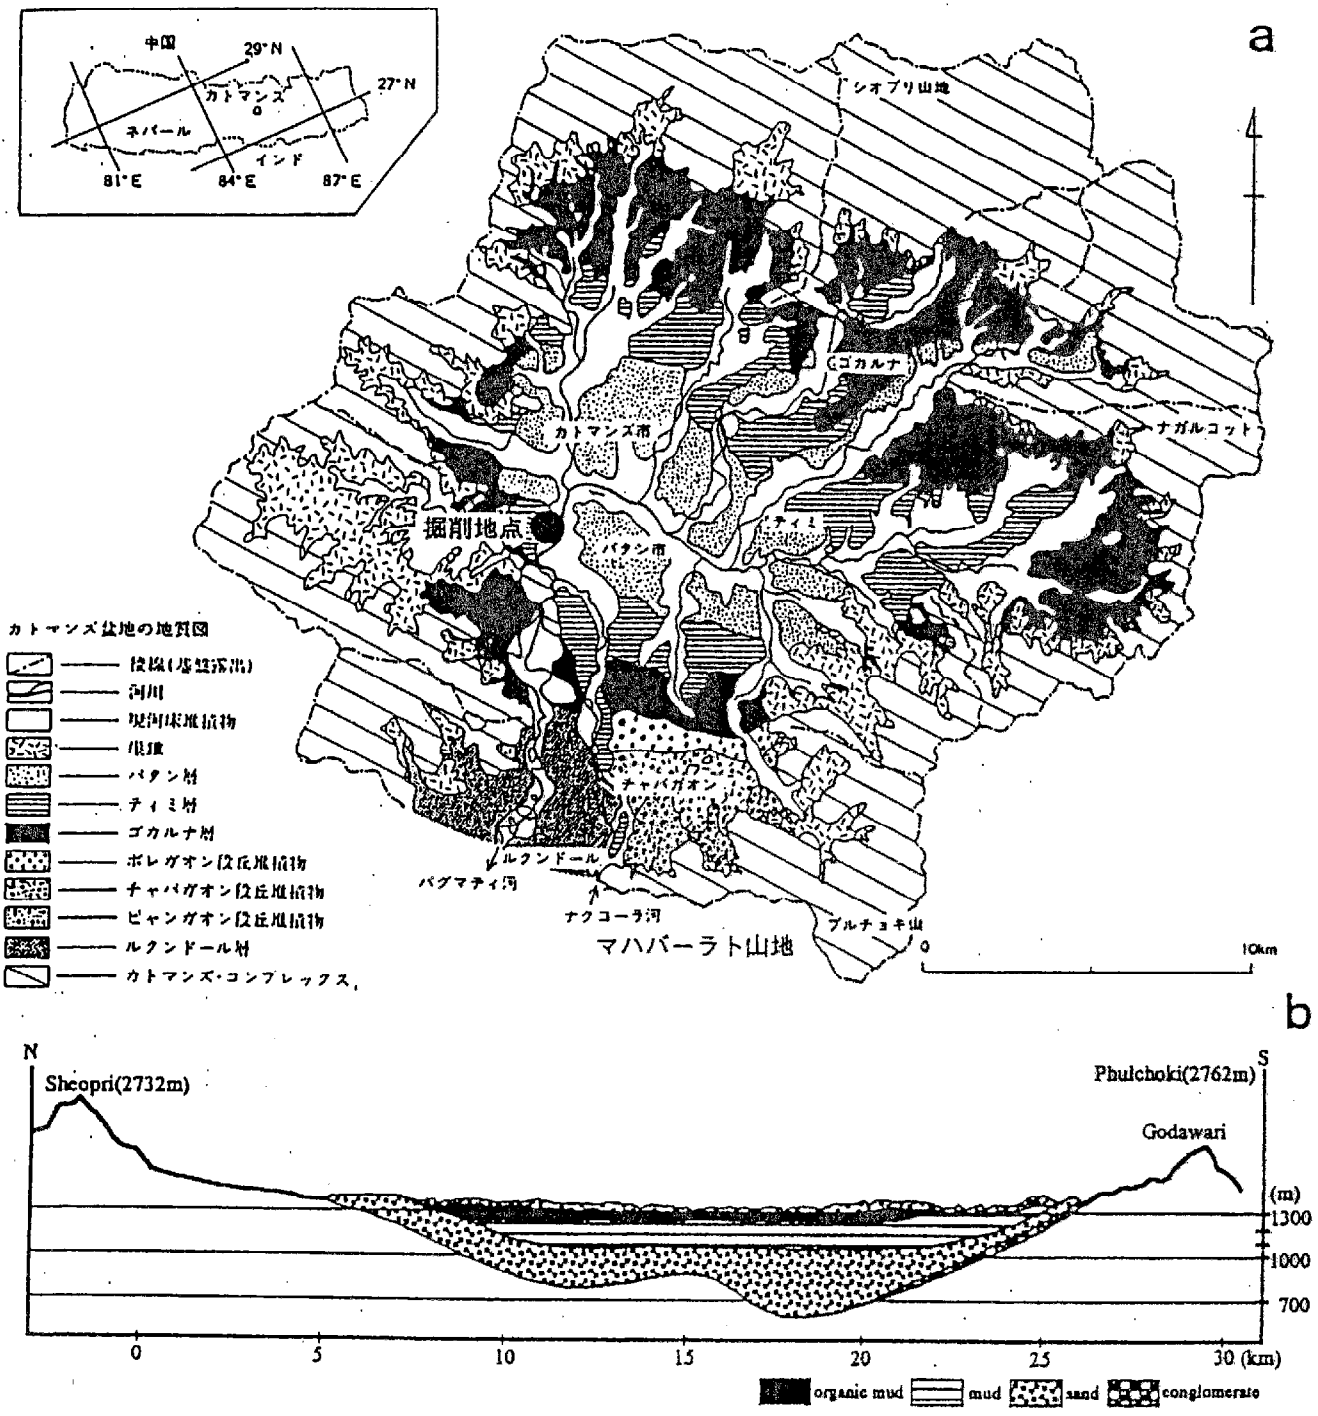 a
中国
29°N
カトマンズ
27°N
ネパール
インド
81°E
84°E
87°E
シオプリ山地
ゴカルナ
カトマンズ市
ナガルコット
掘削地点
ティミ
パタン市
カトマンズ盆地の地質図
稜線(基盤露出)
河川
現河床堆積物
崖錐
パタン層
ティミ層
ゴカルナ層
ボレガオン段丘堆積物
チャパガオン段丘堆積物
ピャンガオン段丘堆積物
ルクンドール層
カトマンズ・コンプレックス
チャパガオン
ルクンドール
バグマティ河
ナクコーラ河
プルチョキ山
マハバーラト山地
0
10km
b
N
S
Sheopri(2732m)
Phulchoki(2762m)
Godawari
(m)
1300
1000
700
0 5 10 15 20 25 30 (km)
organic mud mud sand conglomerate